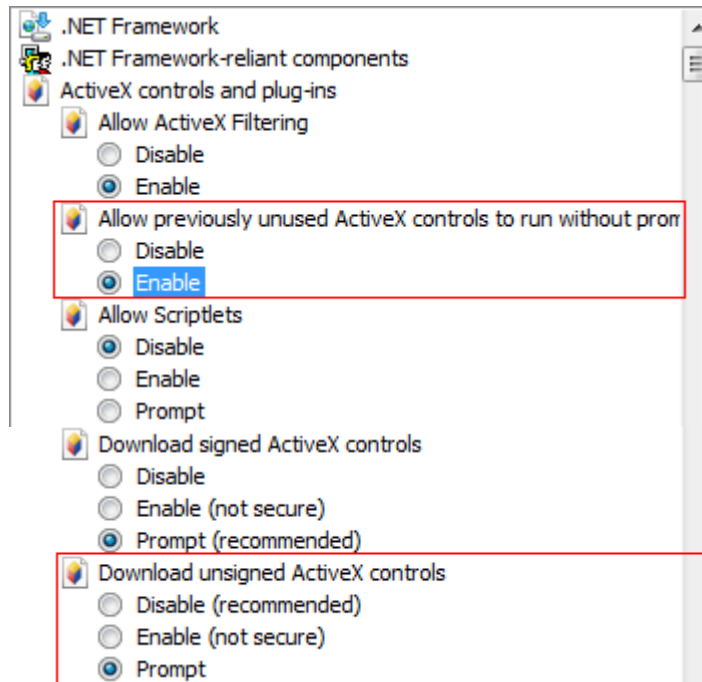 .NET Framework
.NET Framework-reliant components
ActiveX controls and plug-ins
Allow ActiveX Filtering
Disable
Enable
Allow previously unused ActiveX controls to run without prom
Disable
Enable
Allow Scriptlets
Disable
Enable
Prompt
Download signed ActiveX controls
Disable
Enable (not secure)
Prompt (recommended)
Download unsigned ActiveX controls
Disable (recommended)
Enable (not secure)
Prompt